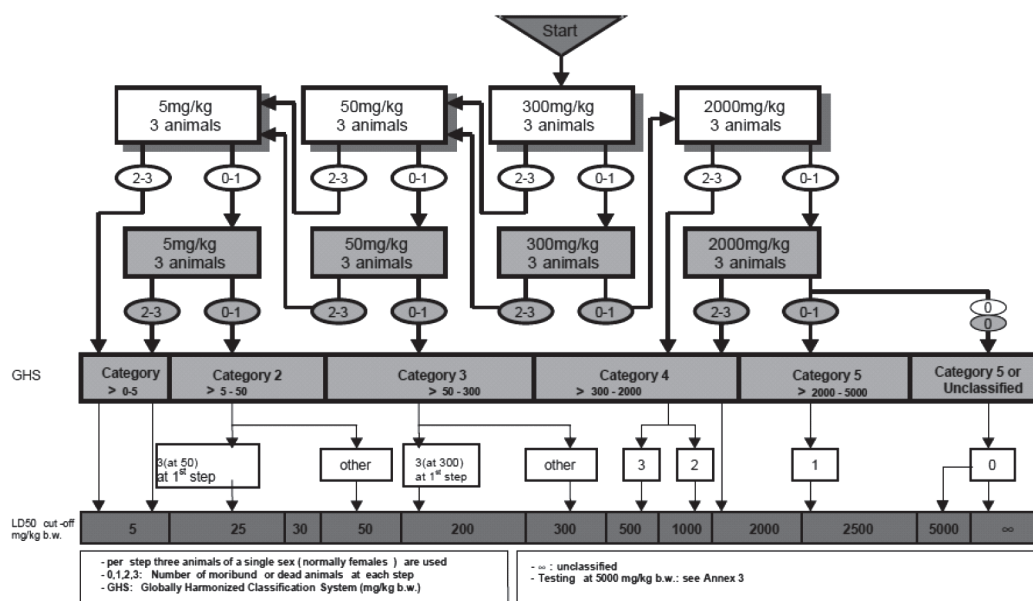 Start
5mg/kg
3 animals
50mg/kg
3 animals
300mg/kg
3 animals
2000mg/kg
3 animals
2-3
0-1
2-3
0-1
2-3
0-1
2-3
0-1
5mg/kg
3 animals
50mg/kg
3 animals
300mg/kg
3 animals
2000mg/kg
3 animals
2-3
0-1
2-3
0-1
2-3
0-1
2-3
0-1
0
0
GHS
Category
> 0-5
Category 2
> 5 - 50
Category 3
> 50 - 300
Category 4
> 300 - 2000
Category 5
> 2000 - 5000
Category 5 or
Unclassified
3(at 50)
at 1st step
other
3(at 300)
at 1st step
other
3
2
1
0
LD50 cut -off
mg/kg b.w.
5
25
30
50
200
300
500
1000
2000
2500
5000
∞
- per step three animals of a single sex ( normally females ) are used
- 0,1,2,3: Number of moribund or dead animals at each step
- GHS: Globally Harmonized Classification System (mg/kg b.w.)
- ∞ : unclassified
- Testing at 5000 mg/kg b.w.: see Annex 3